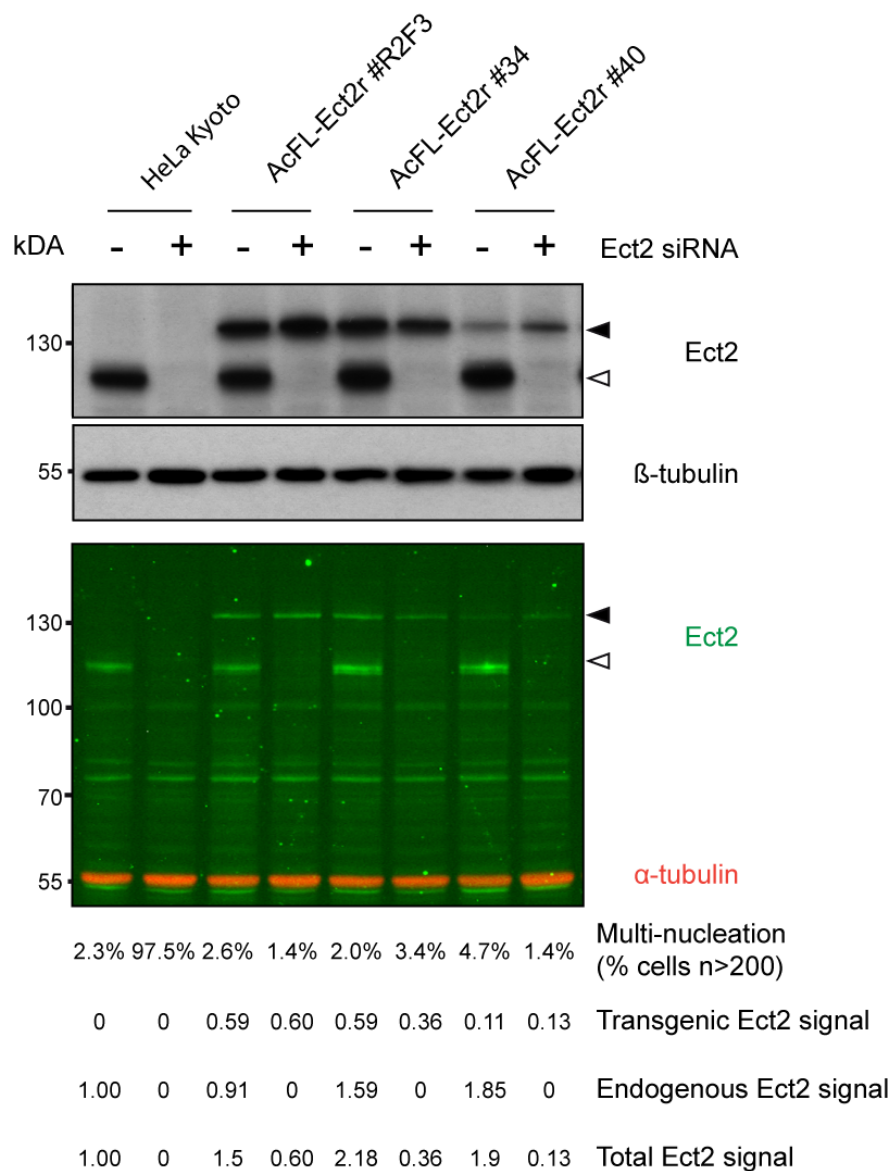 HeLa Kyoto
AcFL-Ect2r #R2F3
AcFL-Ect2r #34
AcFL-Ect2r #40
kDA - + - + - + - + Ect2 siRNA
130
Ect2
55
ß-tubulin
130
Ect2
100
70
55
α-tubulin
2.3% 97.5% 2.6% 1.4% 2.0% 3.4% 4.7% 1.4% Multi-nucleation
(% cells n>200)
0 0 0.59 0.60 0.59 0.36 0.11 0.13 Transgenic Ect2 signal
1.00 0 0.91 0 1.59 0 1.85 0 Endogenous Ect2 signal
1.00 0 1.5 0.60 2.18 0.36 1.9 0.13 Total Ect2 signal